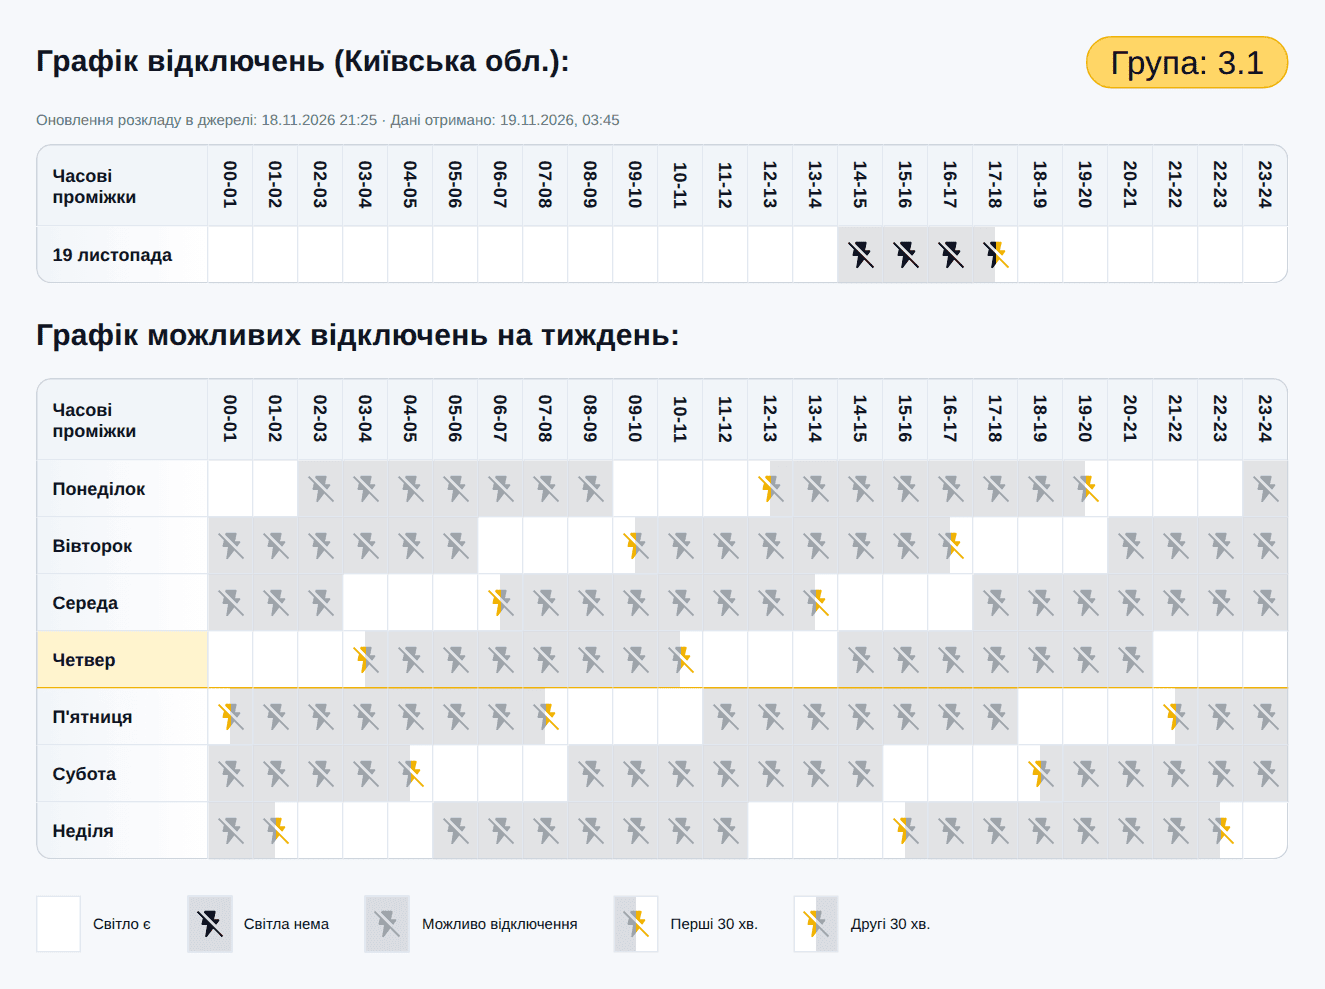 Графік відключень (Київська обл.):
Група: 3.1
Оновлення розкладу в джерелі: 18.11.2026 21:25 · Дані отримано: 19.11.2026, 03:45
Часові проміжки 00-01 01-02 02-03 03-04 04-05 05-06 06-07 07-08 08-09 09-10 10-11 11-12 12-13 13-14 14-15 15-16 16-17 17-18 18-19 19-20 20-21 21-22 22-23 23-24
19 листопада
Графік можливих відключень на тиждень:
Часові проміжки 00-01 01-02 02-03 03-04 04-05 05-06 06-07 07-08 08-09 09-10 10-11 11-12 12-13 13-14 14-15 15-16 16-17 17-18 18-19 19-20 20-21 21-22 22-23 23-24
Понеділок
Вівторок
Середа
Четвер
П'ятниця
Субота
Неділя
Світло є Світла нема Можливо відключення Перші 30 хв. Другі 30 хв.